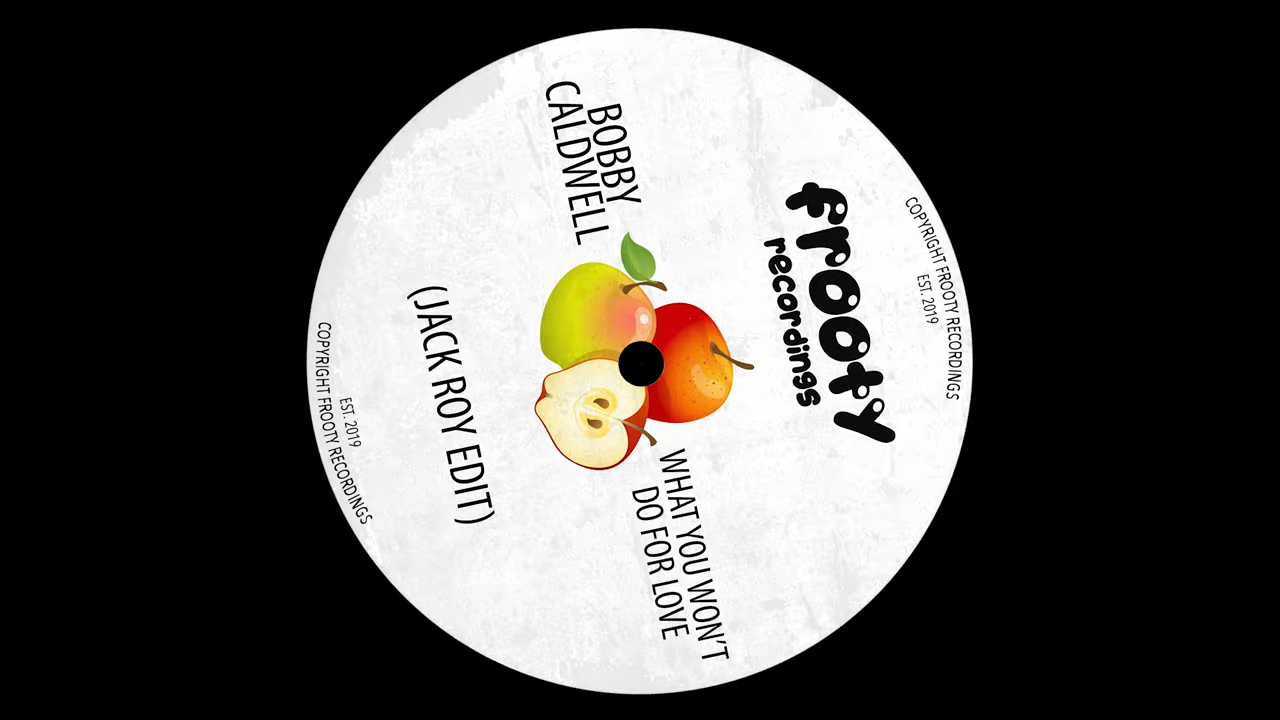 COPYRIGHT FROOTY RECORDINGS
EST. 2019
frooty
recordings
BOBBY
CALDWELL
WHAT YOU WON'T
DO FOR LOVE
(JACK ROY EDIT)
EST. 2019
COPYRIGHT FROOTY RECORDINGS